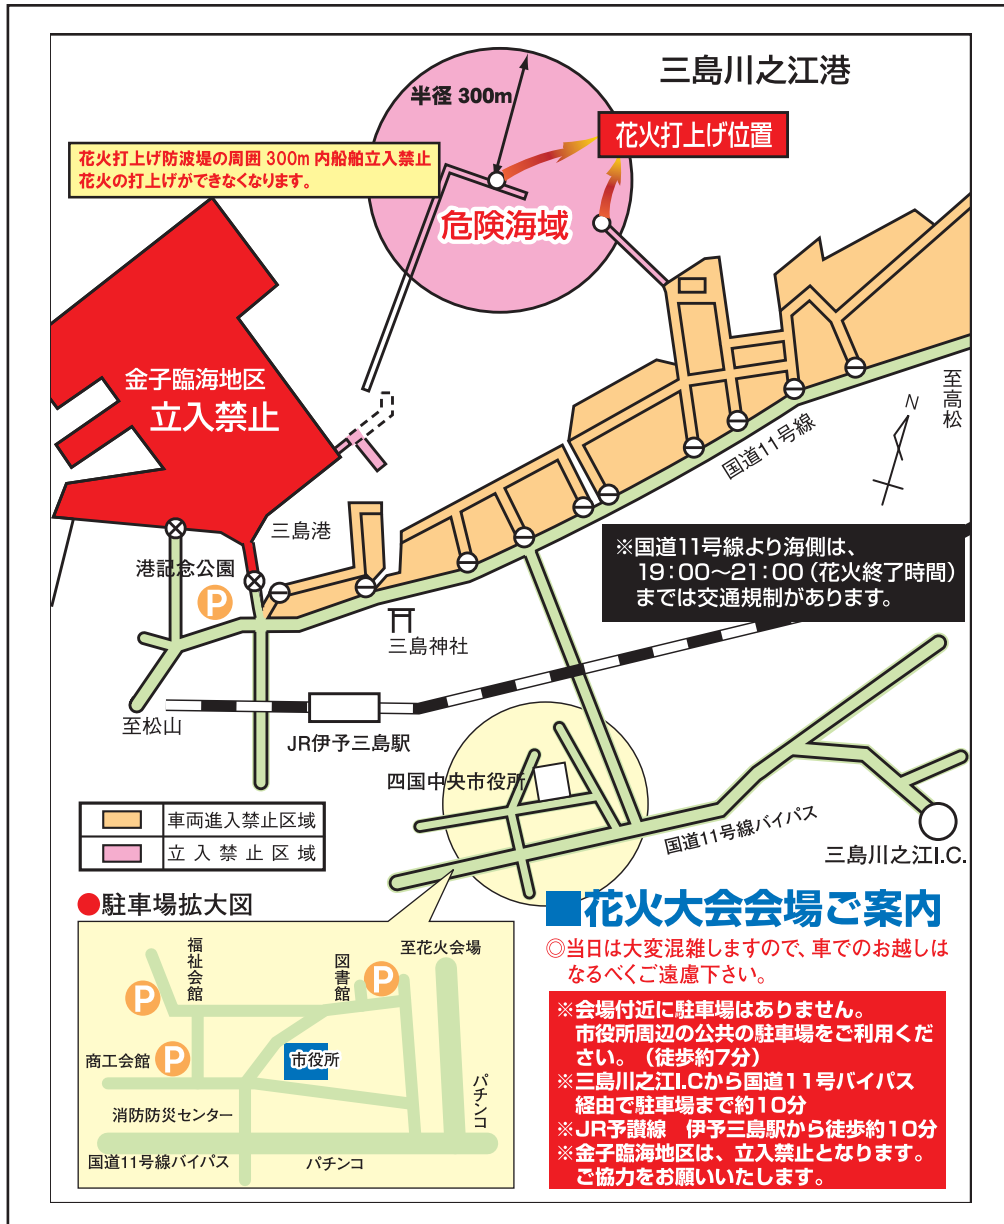 三島川之江港
半径 300m
花火打上げ位置
花火打上げ防波堤の周囲 300m 内船舶立入禁止
花火の打上げができなくなります。
危険海域
金子臨海地区
立入禁止
至高松
N
国道11号線
三島港
※国道11号線より海側は、
19：00〜21：00（花火終了時間）
までは交通規制があります。
港記念公園
P
三島神社
至松山
JR伊予三島駅
四国中央市役所
国道11号線バイパス
三島川之江I.C.
車両進入禁止区域
立入禁止区域
●駐車場拡大図
福祉会館
図書館
至花火会場
P
P
商工会館
P
市役所
消防防災センター
パチンコ
国道11号線バイパス
パチンコ
■花火大会会場ご案内
◎当日は大変混雑しますので、車でのお越しは
なるべくご遠慮下さい。
※会場付近に駐車場はありません。
市役所周辺の公共の駐車場をご利用くだ
さい。（徒歩約7分）
※三島川之江I.Cから国道11号バイパス
経由で駐車場まで約10分
※JR予讃線　伊予三島駅から徒歩約10分
※金子臨海地区は、立入禁止となります。
ご協力をお願いいたします。